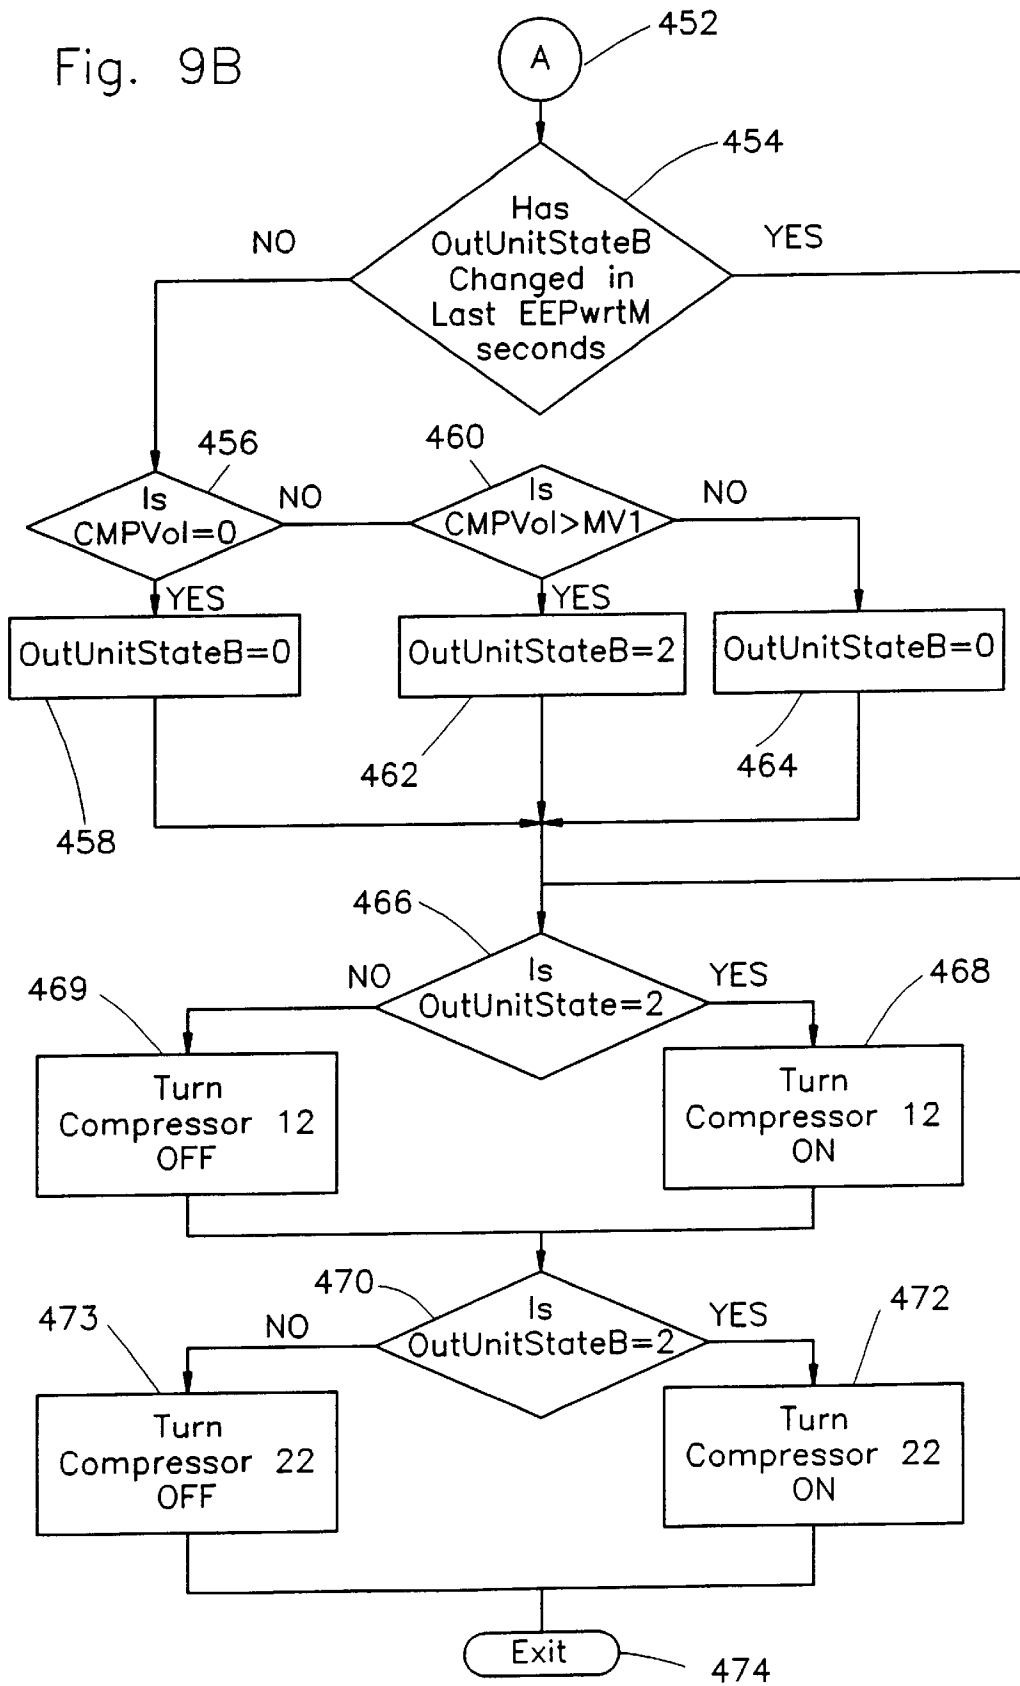 Fig. 9B
A
452
454
Has
OutUnitStateB
Changed in
Last EEPwrtM
seconds
NO
YES
456
460
Is
CMPVol=0
NO
Is
CMPVol>MV1
NO
YES
YES
OutUnitStateB=0
OutUnitStateB=2
OutUnitStateB=0
458
462
464
466
Is
OutUnitState=2
NO
YES
469
468
Turn
Compressor 12
OFF
Turn
Compressor 12
ON
470
Is
OutUnitStateB=2
NO
YES
473
472
Turn
Compressor 22
OFF
Turn
Compressor 22
ON
Exit
474